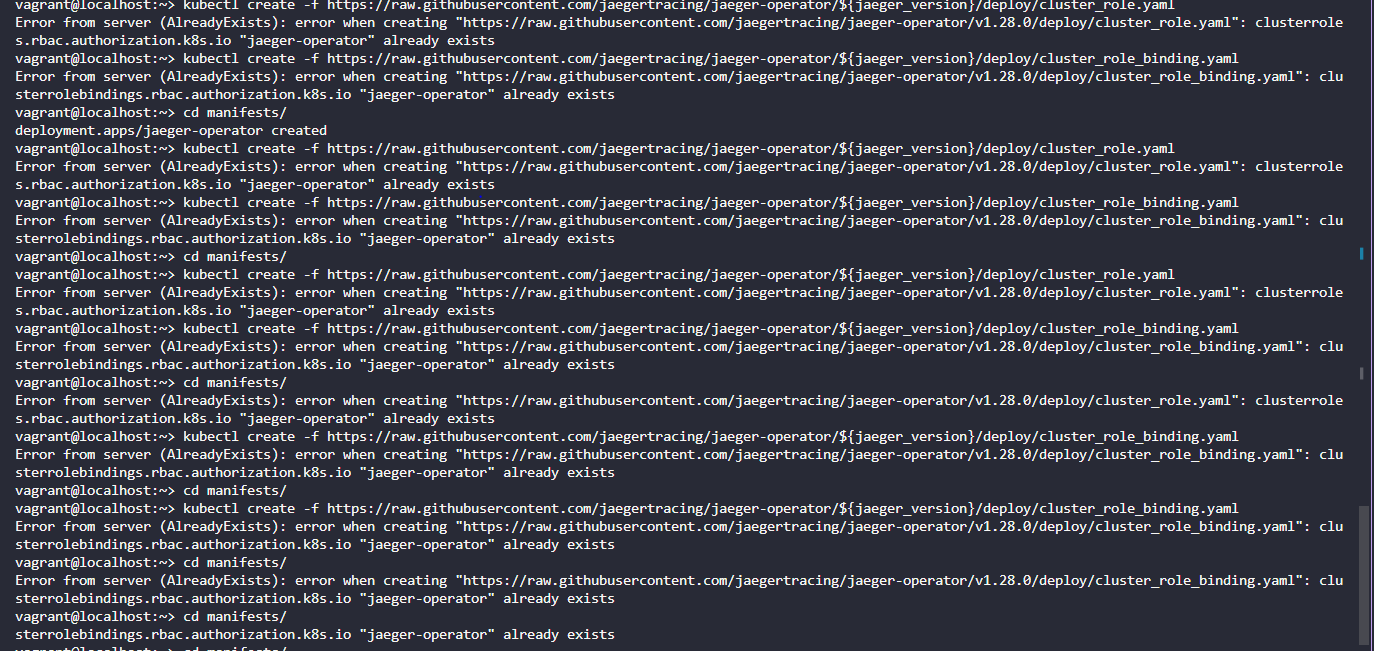 vagrant@localhost:~> kubectl create -f https://raw.githubusercontent.com/jaegertracing/jaeger-operator/${jaeger_version}/deploy/cluster_role.yaml
Error from server (AlreadyExists): error when creating "https://raw.githubusercontent.com/jaegertracing/jaeger-operator/v1.28.0/deploy/cluster_role.yaml": clusterrole
s.rbac.authorization.k8s.io "jaeger-operator" already exists
vagrant@localhost:~> kubectl create -f https://raw.githubusercontent.com/jaegertracing/jaeger-operator/${jaeger_version}/deploy/cluster_role_binding.yaml
Error from server (AlreadyExists): error when creating "https://raw.githubusercontent.com/jaegertracing/jaeger-operator/v1.28.0/deploy/cluster_role_binding.yaml": clu
sterrolebindings.rbac.authorization.k8s.io "jaeger-operator" already exists
vagrant@localhost:~> cd manifests/
deployment.apps/jaeger-operator created
vagrant@localhost:~> kubectl create -f https://raw.githubusercontent.com/jaegertracing/jaeger-operator/${jaeger_version}/deploy/cluster_role.yaml
Error from server (AlreadyExists): error when creating "https://raw.githubusercontent.com/jaegertracing/jaeger-operator/v1.28.0/deploy/cluster_role.yaml": clusterrole
s.rbac.authorization.k8s.io "jaeger-operator" already exists
vagrant@localhost:~> kubectl create -f https://raw.githubusercontent.com/jaegertracing/jaeger-operator/${jaeger_version}/deploy/cluster_role_binding.yaml
Error from server (AlreadyExists): error when creating "https://raw.githubusercontent.com/jaegertracing/jaeger-operator/v1.28.0/deploy/cluster_role_binding.yaml": clu
sterrolebindings.rbac.authorization.k8s.io "jaeger-operator" already exists
vagrant@localhost:~> cd manifests/
vagrant@localhost:~> kubectl create -f https://raw.githubusercontent.com/jaegertracing/jaeger-operator/${jaeger_version}/deploy/cluster_role.yaml
Error from server (AlreadyExists): error when creating "https://raw.githubusercontent.com/jaegertracing/jaeger-operator/v1.28.0/deploy/cluster_role.yaml": clusterrole
s.rbac.authorization.k8s.io "jaeger-operator" already exists
vagrant@localhost:~> kubectl create -f https://raw.githubusercontent.com/jaegertracing/jaeger-operator/${jaeger_version}/deploy/cluster_role_binding.yaml
Error from server (AlreadyExists): error when creating "https://raw.githubusercontent.com/jaegertracing/jaeger-operator/v1.28.0/deploy/cluster_role_binding.yaml": clu
sterrolebindings.rbac.authorization.k8s.io "jaeger-operator" already exists
vagrant@localhost:~> cd manifests/
Error from server (AlreadyExists): error when creating "https://raw.githubusercontent.com/jaegertracing/jaeger-operator/v1.28.0/deploy/cluster_role.yaml": clusterrole
s.rbac.authorization.k8s.io "jaeger-operator" already exists
vagrant@localhost:~> kubectl create -f https://raw.githubusercontent.com/jaegertracing/jaeger-operator/${jaeger_version}/deploy/cluster_role_binding.yaml
Error from server (AlreadyExists): error when creating "https://raw.githubusercontent.com/jaegertracing/jaeger-operator/v1.28.0/deploy/cluster_role_binding.yaml": clu
sterrolebindings.rbac.authorization.k8s.io "jaeger-operator" already exists
vagrant@localhost:~> cd manifests/
vagrant@localhost:~> kubectl create -f https://raw.githubusercontent.com/jaegertracing/jaeger-operator/${jaeger_version}/deploy/cluster_role_binding.yaml
Error from server (AlreadyExists): error when creating "https://raw.githubusercontent.com/jaegertracing/jaeger-operator/v1.28.0/deploy/cluster_role_binding.yaml": clu
sterrolebindings.rbac.authorization.k8s.io "jaeger-operator" already exists
vagrant@localhost:~> cd manifests/
Error from server (AlreadyExists): error when creating "https://raw.githubusercontent.com/jaegertracing/jaeger-operator/v1.28.0/deploy/cluster_role_binding.yaml": clu
sterrolebindings.rbac.authorization.k8s.io "jaeger-operator" already exists
vagrant@localhost:~> cd manifests/
sterrolebindings.rbac.authorization.k8s.io "jaeger-operator" already exists
vagrant@localhost:~> cd manifests/